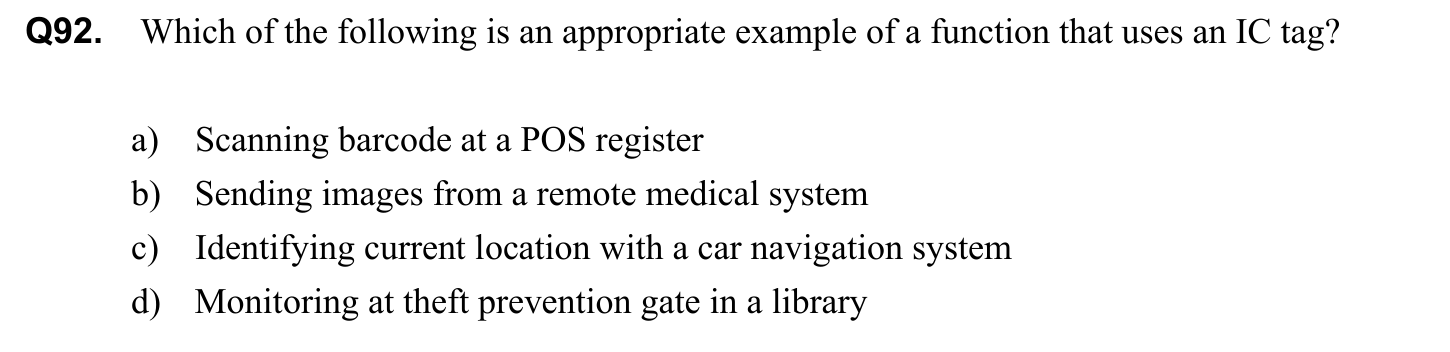 Q92. Which of the following is an appropriate example of a function that uses an IC tag?
a) Scanning barcode at a POS register
b) Sending images from a remote medical system
c) Identifying current location with a car navigation system
d) Monitoring at theft prevention gate in a library